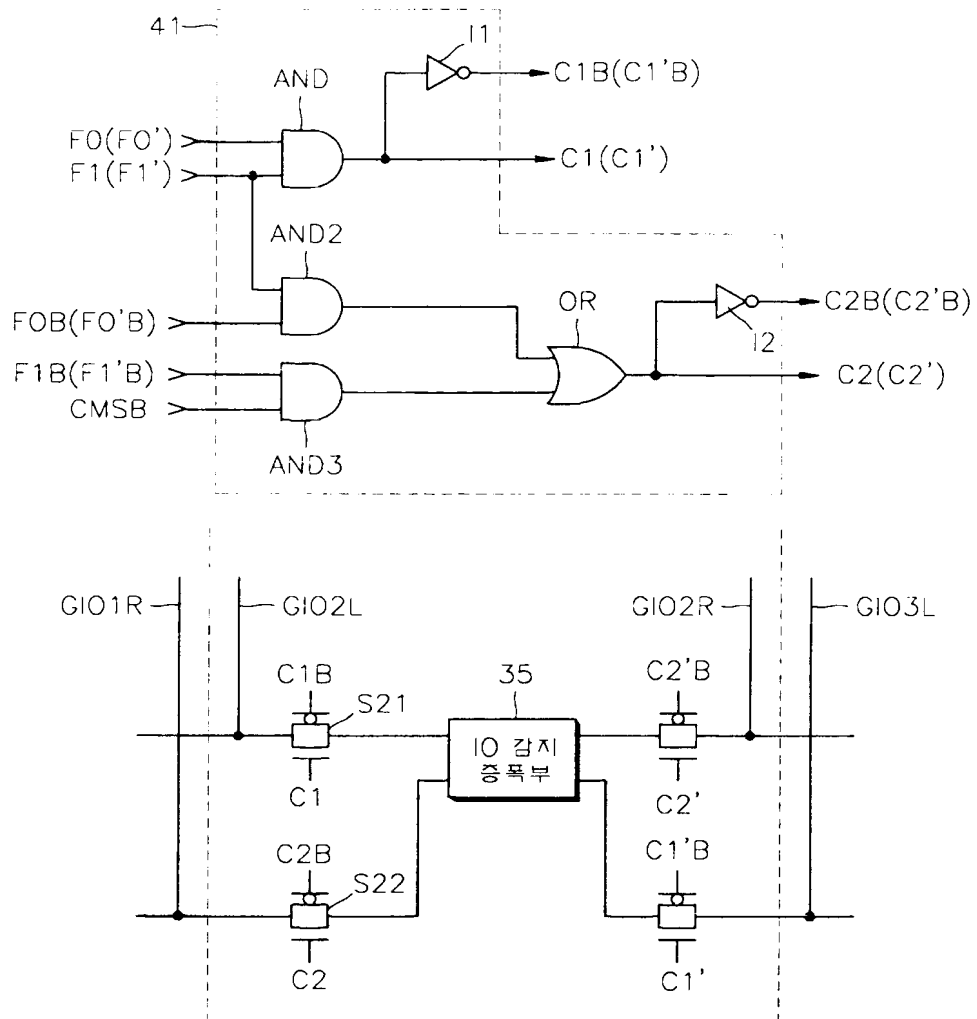 41
I1
C1B(C1'B)
AND
F0(F0')
F1(F1')
C1(C1')
AND2
OR
F0B(F0'B)
C2B(C2'B)
I2
F1B(F1'B)
C2(C2')
CMSB
AND3
GIO1R
GIO2L
GIO2R
GIO3L
C1B
35
C2'B
S21
IO 감지
증폭부
C1
C2'
C2B
C1'B
S22
C2
C1'